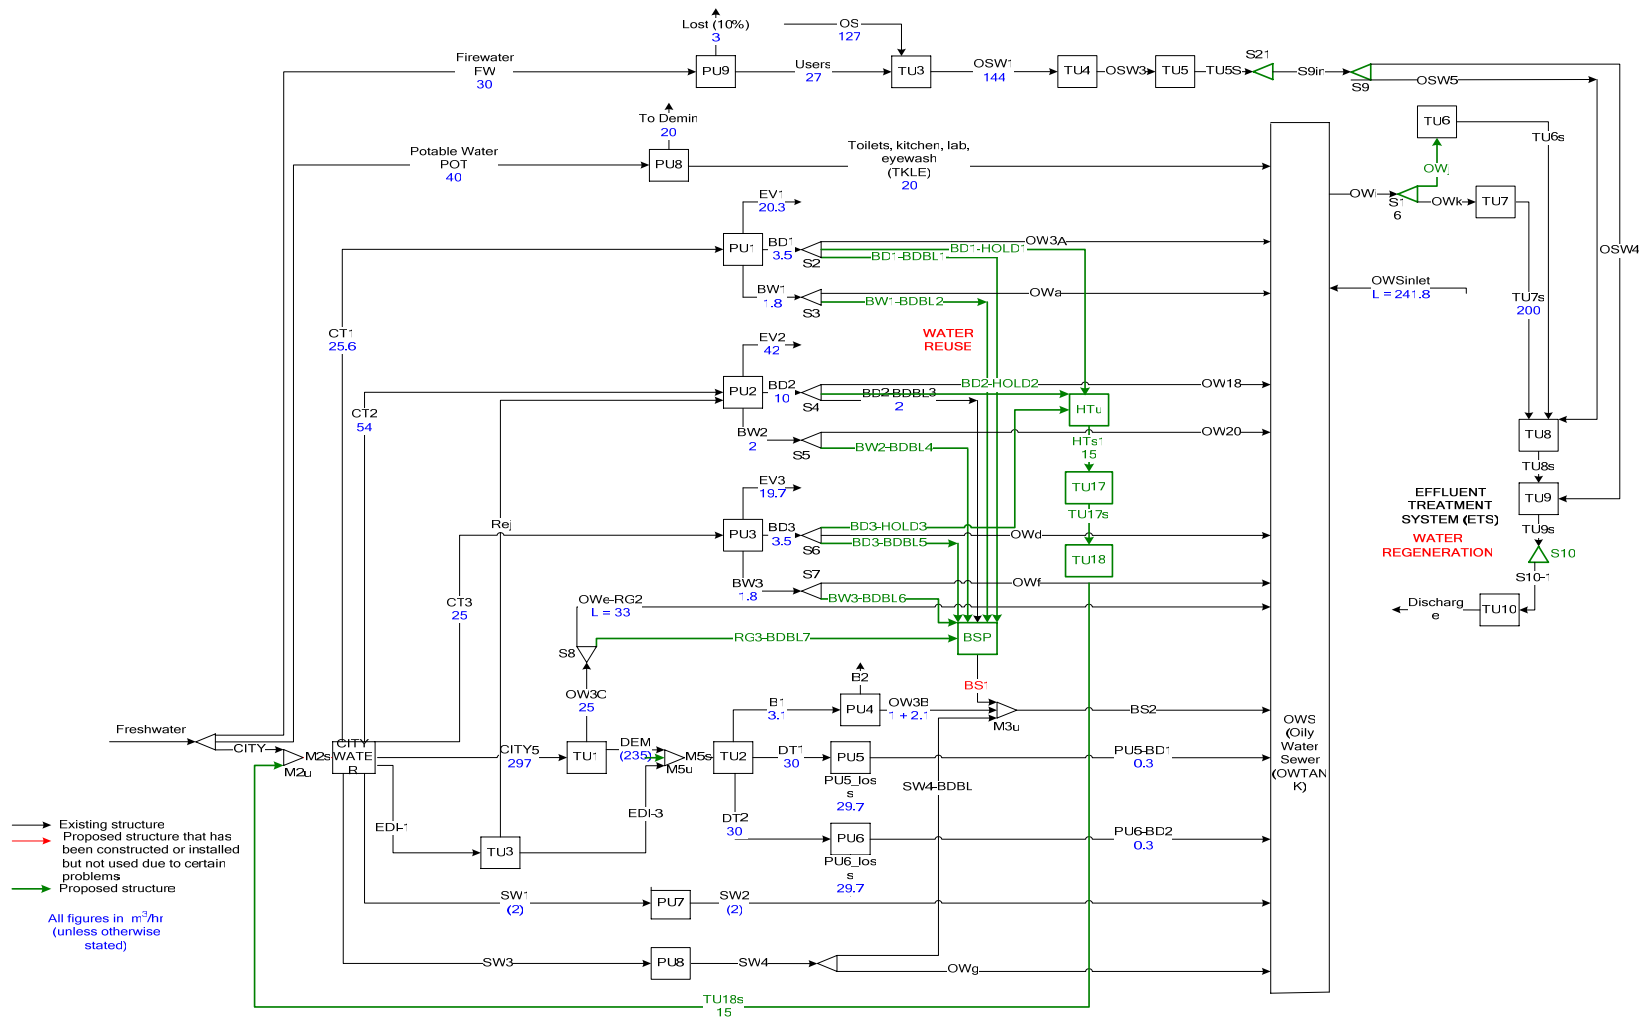 Lost (10%)
3
OS
127
Firewater
FW
30
PU9
Users
27
TU3
OSW1
144
TU4
OSW3
TU5
TU5S
S21
S9in
S9
OSW5
To Demin
20
TU6
TU6s
Potable Water
POT
40
PU8
Toilets, kitchen, lab,
eyewash
(TKLE)
20
OWj
OWi
S1
6
OWk
TU7
EV1
20.3
PU1
BD1
3.5
S2
OW3A
BD1-HOLD1
BD1-BDBL1
OSW4
BW1
1.8
S3
OWa
BW1-BDBL2
OWSinlet
L = 241.8
TU7s
200
CT1
25.6
WATER
REUSE
EV2
42
PU2
BD2
10
S4
BD2-HOLD2
BD2-BDBL3
2
OW18
HTu
CT2
54
BW2
2
S5
OW20
BW2-BDBL4
HTs1
15
TU8
TU8s
EV3
19.7
TU17
TU17s
TU9
TU9s
EFFLUENT
TREATMENT
SYSTEM (ETS)
WATER
REGENERATION
Rej
PU3
BD3
3.5
S6
BD3-HOLD3
OWd
BD3-BDBL5
TU18
S10
S10-1
BW3
1.8
S7
OWf
BW3-BDBL6
CT3
25
OWe-RG2
L = 33
TU10
Discharg
e
S8
RG3-BDBL7
BSP
OW3C
25
B2
BS1
B1
3.1
PU4
OW3B
1 + 2.1
M3u
BS2
OWS
(Oily
Water
Sewer
(OWTAN
K)
Freshwater
CITY
M2u
M2s
CITY
WATE
R
CITY5
297
TU1
DEM
(235)
M5u
M5s
TU2
DT1
30
PU5
PU5_los
s
29.7
PU5-BD1
0.3
SW4-BDBL
EDI-1
EDI-3
DT2
30
PU6
PU6_los
s
29.7
PU6-BD2
0.3
TU3
Existing structure
Proposed structure that has
been constructed or installed
but not used due to certain
problems
Proposed structure
All figures in m³/hr
(unless otherwise
stated)
SW1
(2)
PU7
SW2
(2)
SW3
PU8
SW4
OWg
TU18s
15